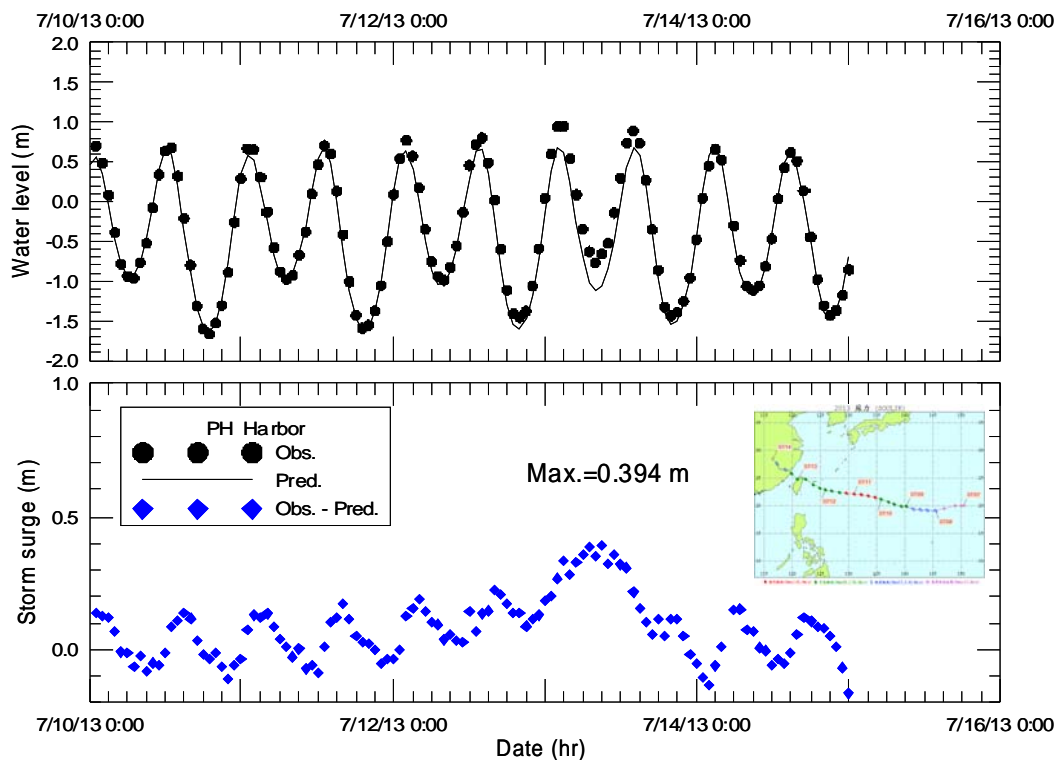 7/10/13 0:00 7/12/13 0:00 7/14/13 0:00 7/16/13 0:00
2.0
1.5
1.0
0.5
0.0
-0.5
-1.0
-1.5
-2.0
Water level (m)
1.0
0.5
0.0
Storm surge (m)
PH Harbor
Obs.
Pred.
Obs. - Pred.
Max.=0.394 m
7/10/13 0:00 7/12/13 0:00 7/14/13 0:00 7/16/13 0:00
Date (hr)